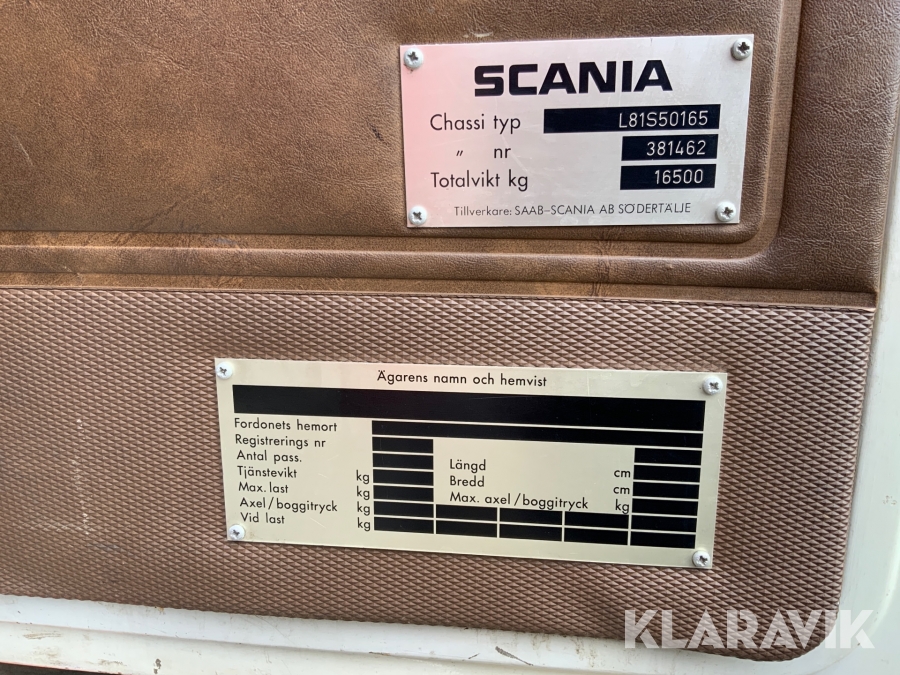 SCANIA
Chassi typ L81S50165
" nr 381462
Totalvikt kg 16500
Tillverkare: SAAB-SCANIA AB SÖDERTÄLJE
Ägarens namn och hemvist
Fordonets hemort
Registrerings nr
Antal pass.
Tjänstevikt kg
Max. last kg
Axel/boggitryck kg
Vid last kg
Längd cm
Bredd cm
Max. axel/boggitryck kg
KLARAVIK